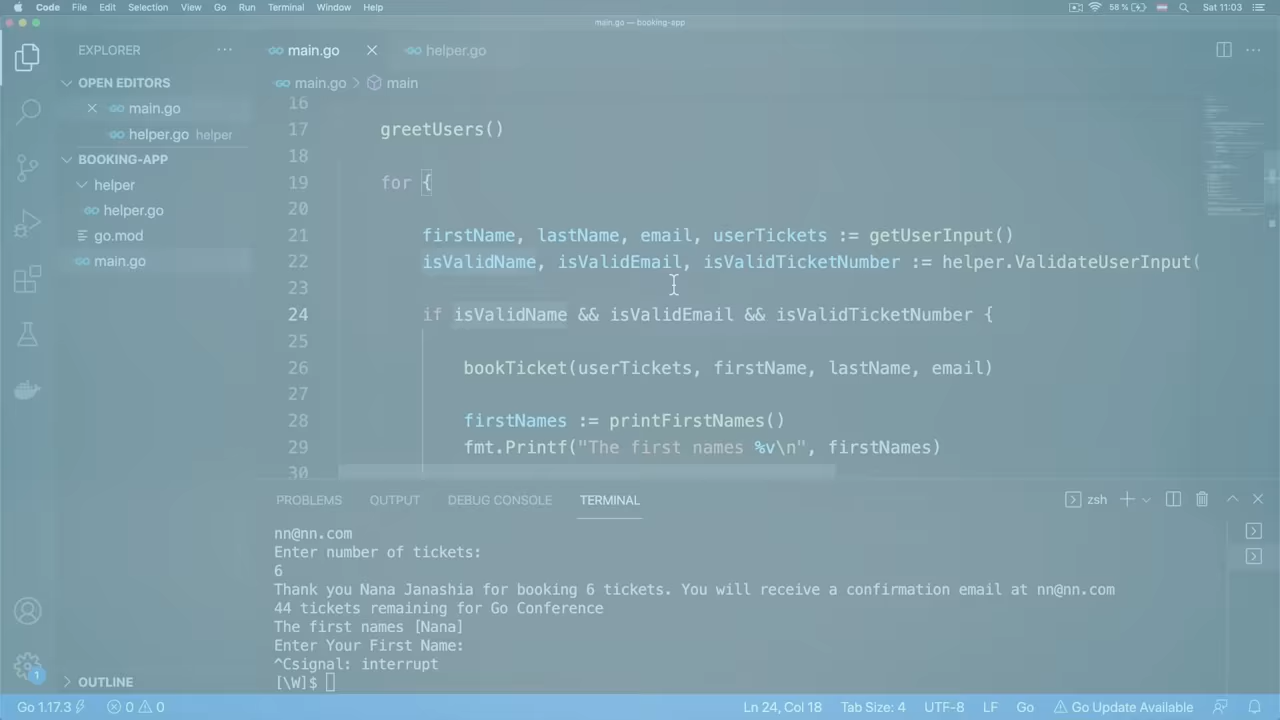 Code File Edit Selection View Go Run Terminal Window Help 58 % Sat 11:03
main.go — booking-app
EXPLORER
OPEN EDITORS
main.go
helper.go helper
BOOKING-APP
helper
helper.go
go.mod
main.go
OUTLINE
main.go helper.go
main.go > main
16
17 greetUsers()
18
19 for {
20
21 firstName, lastName, email, userTickets := getUserInput()
22 isValidName, isValidEmail, isValidTicketNumber := helper.ValidateUserInput(
23
24 if isValidName && isValidEmail && isValidTicketNumber {
25
26 bookTicket(userTickets, firstName, lastName, email)
27
28 firstNames := printFirstNames()
29 fmt.Printf("The first names %v\n", firstNames)
30
PROBLEMS OUTPUT DEBUG CONSOLE TERMINAL zsh
nn@nn.com
Enter number of tickets:
6
Thank you Nana Janashia for booking 6 tickets. You will receive a confirmation email at nn@nn.com
44 tickets remaining for Go Conference
The first names [Nana]
Enter Your First Name:
^Csignal: interrupt
[\W]$
1
Go 1.17.3 0 0 Ln 24, Col 18 Tab Size: 4 UTF-8 LF Go Go Update Available